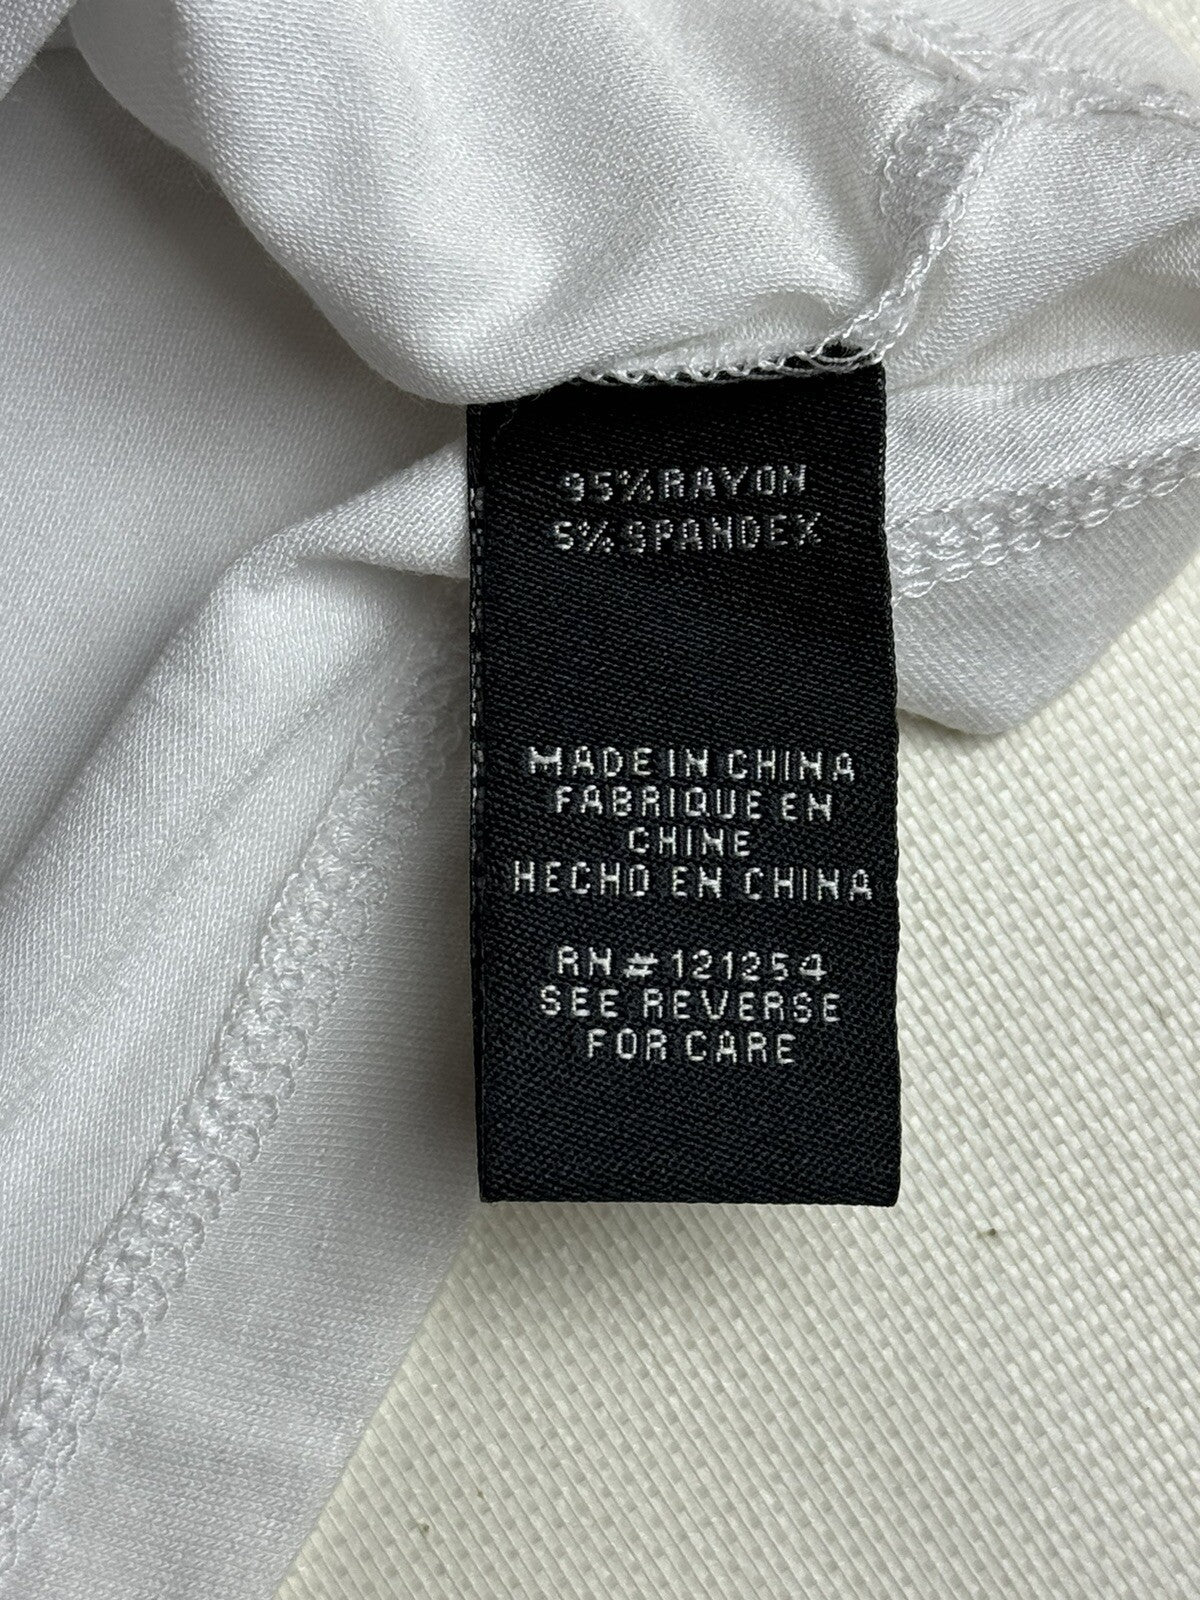 95% RAYON
5% SPANDEX
MADE IN CHINA
FABRIQUE EN
CHINE
HECHO EN CHINA
RN# 121254
SEE REVERSE
FOR CARE